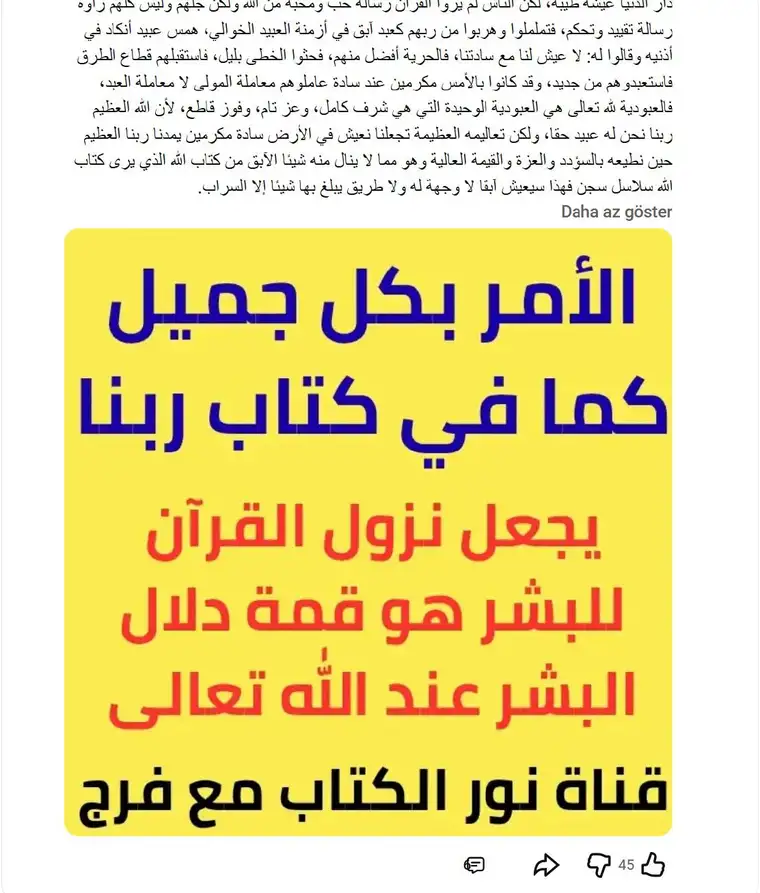 دار الدنيا عيشة طيبة، لكن الناس لم يروا القرآن رسالة حب ومحبة من الله ولكن جلهم وليس كلهم رأوه
رسالة تقييد وتحكم، فتململوا وهربوا من ربهم كعبد آبق في أزمنة العبيد الخوالي، همس عبيد أنكاد في
أذنيه وقالوا له: لا عيش لنا مع سادتنا، فالحرية أفضل منهم، فحثوا الخطى بليل، فاستقبلهم قطاع الطرق
فاستعبدوهم من جديد، وقد كانوا بالأمس مكرمين عند سادة عاملوهم معاملة المولى لا معاملة العبد،
فالعبودية لله تعالى هي العبودية الوحيدة التي هي شرف كامل، وعز تام، وفوز قاطع، لأن الله العظيم
ربنا نحن له عبيد حقا، ولكن تعاليمه العظيمة تجعلنا نعيش في الأرض سادة مكرمين يمدنا ربنا العظيم
حين نطيعه بالسؤدد والعزة والقيمة العالية وهو مما لا ينال منه شيئا الآبق من كتاب الله الذي يرى كتاب
الله سلاسل سجن فهذا سيعيش آبقا لا وجهة له ولا طريق يبلغ بها شيئا إلا السراب.
Daha az göster
الأمر بكل جميل
كما في كتاب ربنا
يجعل نزول القرآن
للبشر هو قمة دلال
البشر عند الله تعالى
قناة نور الكتاب مع فرج
45